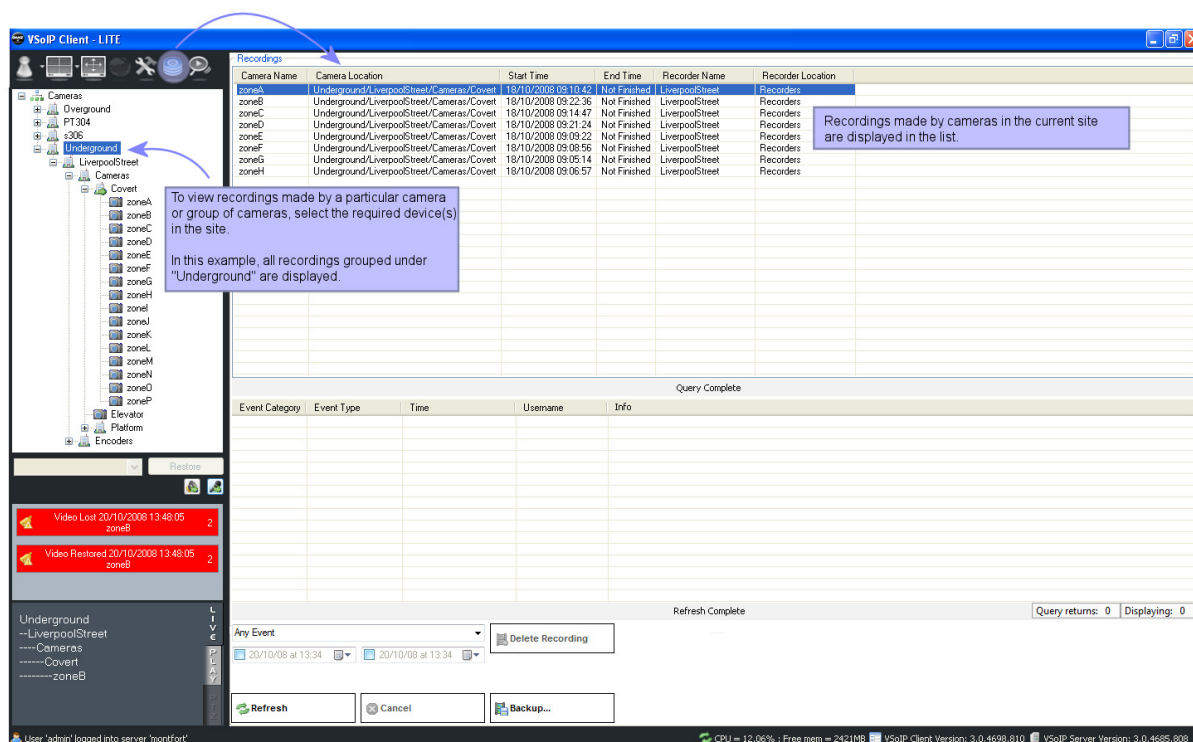 VSoIP Client - LITE
Cameras
Overground
PT304
s306
Underground
LiverpoolStreet
Cameras
Covert
zoneA
zoneB
zoneC
zoneD
zoneE
zoneF
zoneG
zoneH
zoneI
zoneJ
zoneK
zoneL
zoneM
zoneN
zoneO
zoneP
Elevator
Platform
Encoders
Restore
Video Lost 20/10/2008 13:48:05 2
zoneB
Video Restored 20/10/2008 13:48:05 2
zoneB
Underground
--LiverpoolStreet
----Cameras
------Covert
--------zoneB
LIVE
PLAY
PTZ
Recordings
Camera Name Camera Location Start Time End Time Recorder Name Recorder Location
zoneA Underground/LiverpoolStreet/Cameras/Covert 18/10/2008 09:10:42 Not Finished LiverpoolStreet Recorders
zoneB Underground/LiverpoolStreet/Cameras/Covert 18/10/2008 09:22:36 Not Finished LiverpoolStreet Recorders
zoneC Underground/LiverpoolStreet/Cameras/Covert 18/10/2008 09:14:47 Not Finished LiverpoolStreet Recorders
zoneD Underground/LiverpoolStreet/Cameras/Covert 18/10/2008 09:21:24 Not Finished LiverpoolStreet Recorders
zoneE Underground/LiverpoolStreet/Cameras/Covert 18/10/2008 09:09:22 Not Finished LiverpoolStreet Recorders
zoneF Underground/LiverpoolStreet/Cameras/Covert 18/10/2008 09:08:56 Not Finished LiverpoolStreet Recorders
zoneG Underground/LiverpoolStreet/Cameras/Covert 18/10/2008 09:05:14 Not Finished LiverpoolStreet Recorders
zoneH Underground/LiverpoolStreet/Cameras/Covert 18/10/2008 09:06:57 Not Finished LiverpoolStreet Recorders
Recordings made by cameras in the current site
are displayed in the list.
To view recordings made by a particular camera
or group of cameras, select the required device(s)
in the site.
In this example, all recordings grouped under
"Underground" are displayed.
Query Complete
Event Category Event Type Time Username Info
Refresh Complete
Query returns: 0 Displaying: 0
Any Event
20/10/08 at 13:34 20/10/08 at 13:34
Delete Recording
Refresh Cancel Backup...
User 'admin' logged into server 'montfort'
CPU = 12.06% : Free mem = 2421MB VSoIP Client Version: 3.0.4698.810 VSoIP Server Version: 3.0.4685.808